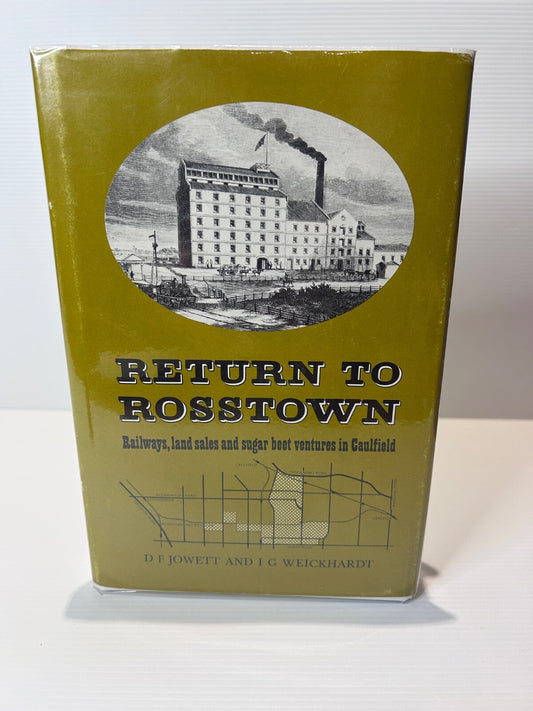 RETURN TO
ROSSTOWN
Railways, land sales and sugar beet ventures in Caulfield
D F JOWETT AND I G WEICKHARDT